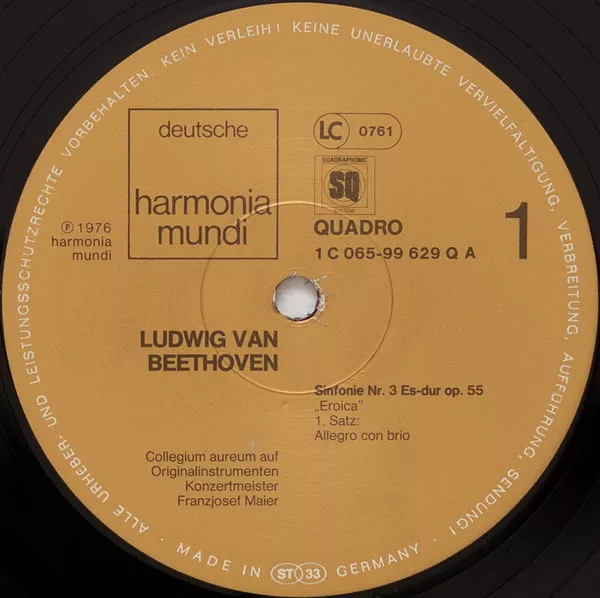 ALLE URHEBER- UND LEISTUNGSSCHUTZRECHTE VORBEHALTEN. KEIN VERLEIH! KEINE UNERLAUBTE VERVIELFÄLTIGUNG, VERBREITUNG, AUFFÜHRUNG, SENDUNG!
deutsche
harmonia
mundi
Ⓟ 1976
harmonia
mundi
LC 0761
QUADRAPHONIC
SQ
SYSTEM
QUADRO
1 C 065-99 629 Q A
1
LUDWIG VAN
BEETHOVEN
Sinfonie Nr. 3 Es-dur op. 55
„Eroica”
1. Satz:
Allegro con brio
Collegium aureum auf
Originalinstrumenten
Konzertmeister
Franzjosef Maier
· MADE IN ST 33 GERMANY ·